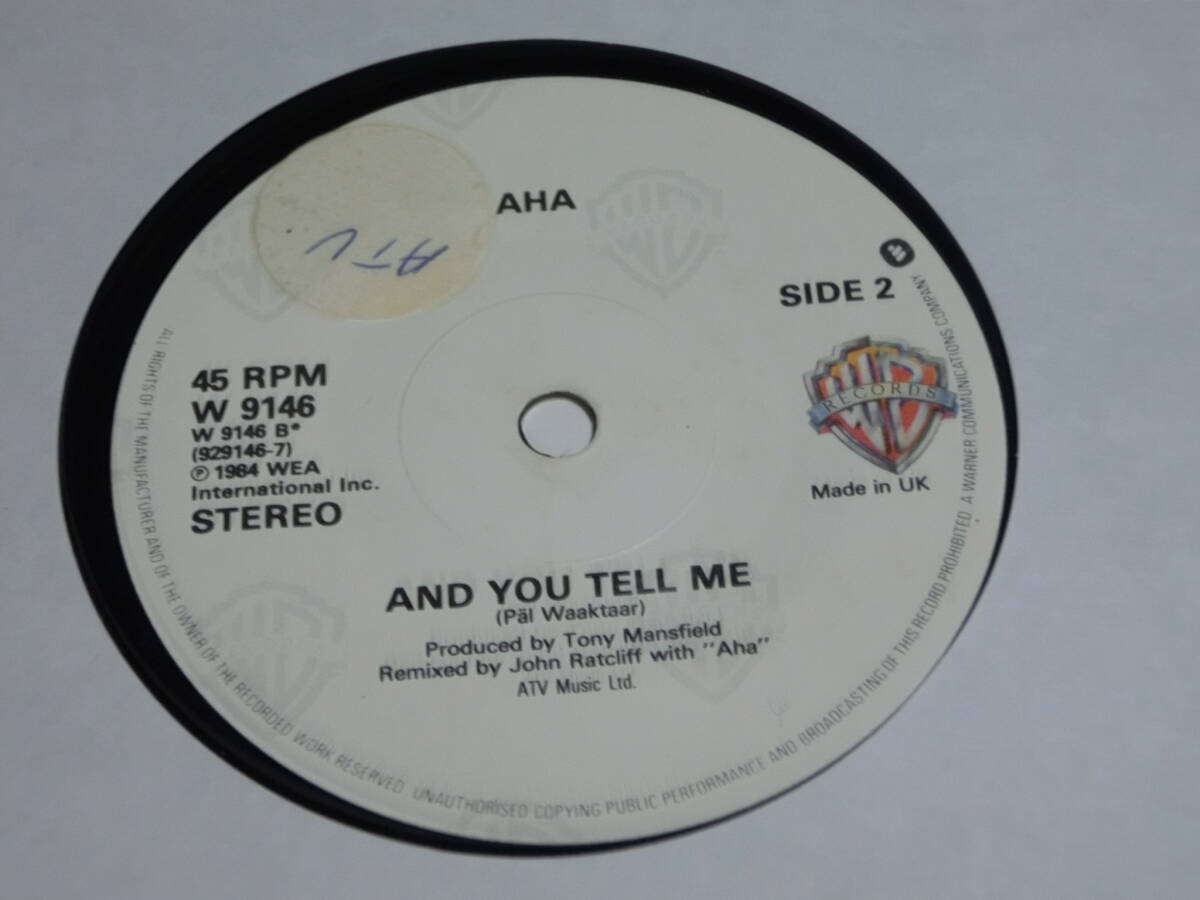 AHA
ATV
SIDE 2
45 RPM
W 9146
W 9146 B*
(929146-7)
Ⓟ 1984 WEA
International Inc.
STEREO
WB
RECORDS
Made in UK
AND YOU TELL ME
(Päl Waaktaar)
Produced by Tony Mansfield
Remixed by John Ratcliff with "Aha"
ATV Music Ltd.
ALL RIGHTS OF THE MANUFACTURER AND OF THE OWNER OF THE RECORDED WORK RESERVED UNAUTHORISED COPYING PUBLIC PERFORMANCE AND BROADCASTING OF THIS RECORD PROHIBITED A WARNER COMMUNICATIONS COMPANY